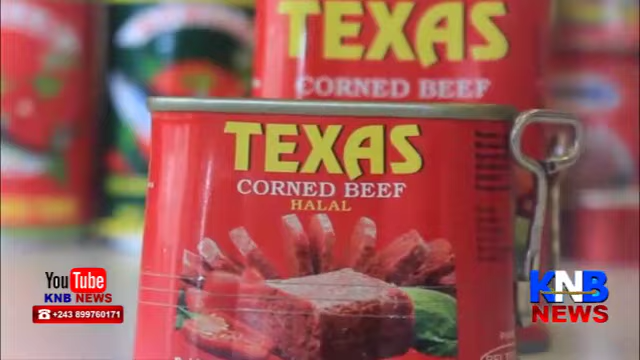 TEXAS
CORNED BEEF
TEXAS
CORNED BEEF
HALAL
YouTube
KNB NEWS
+243 899760171
KNB
NEWS